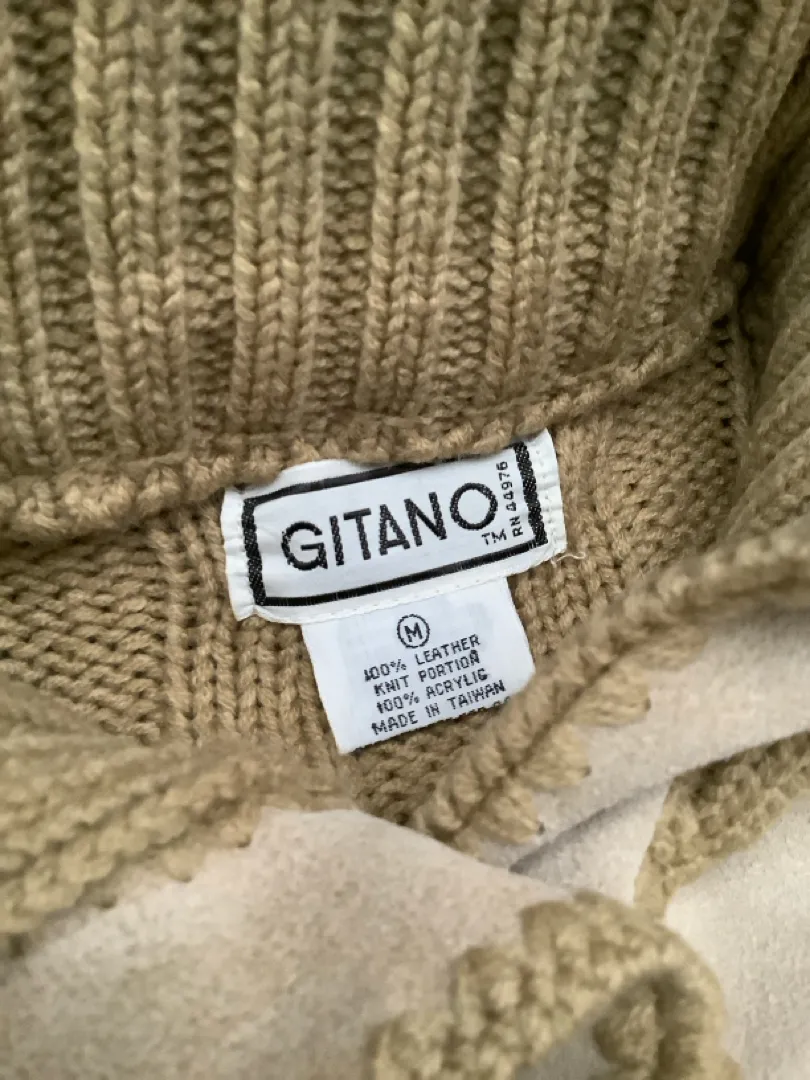 GITANO
TM
RN 44976
M
100% LEATHER
KNIT PORTION
100% ACRYLIC
MADE IN TAIWAN